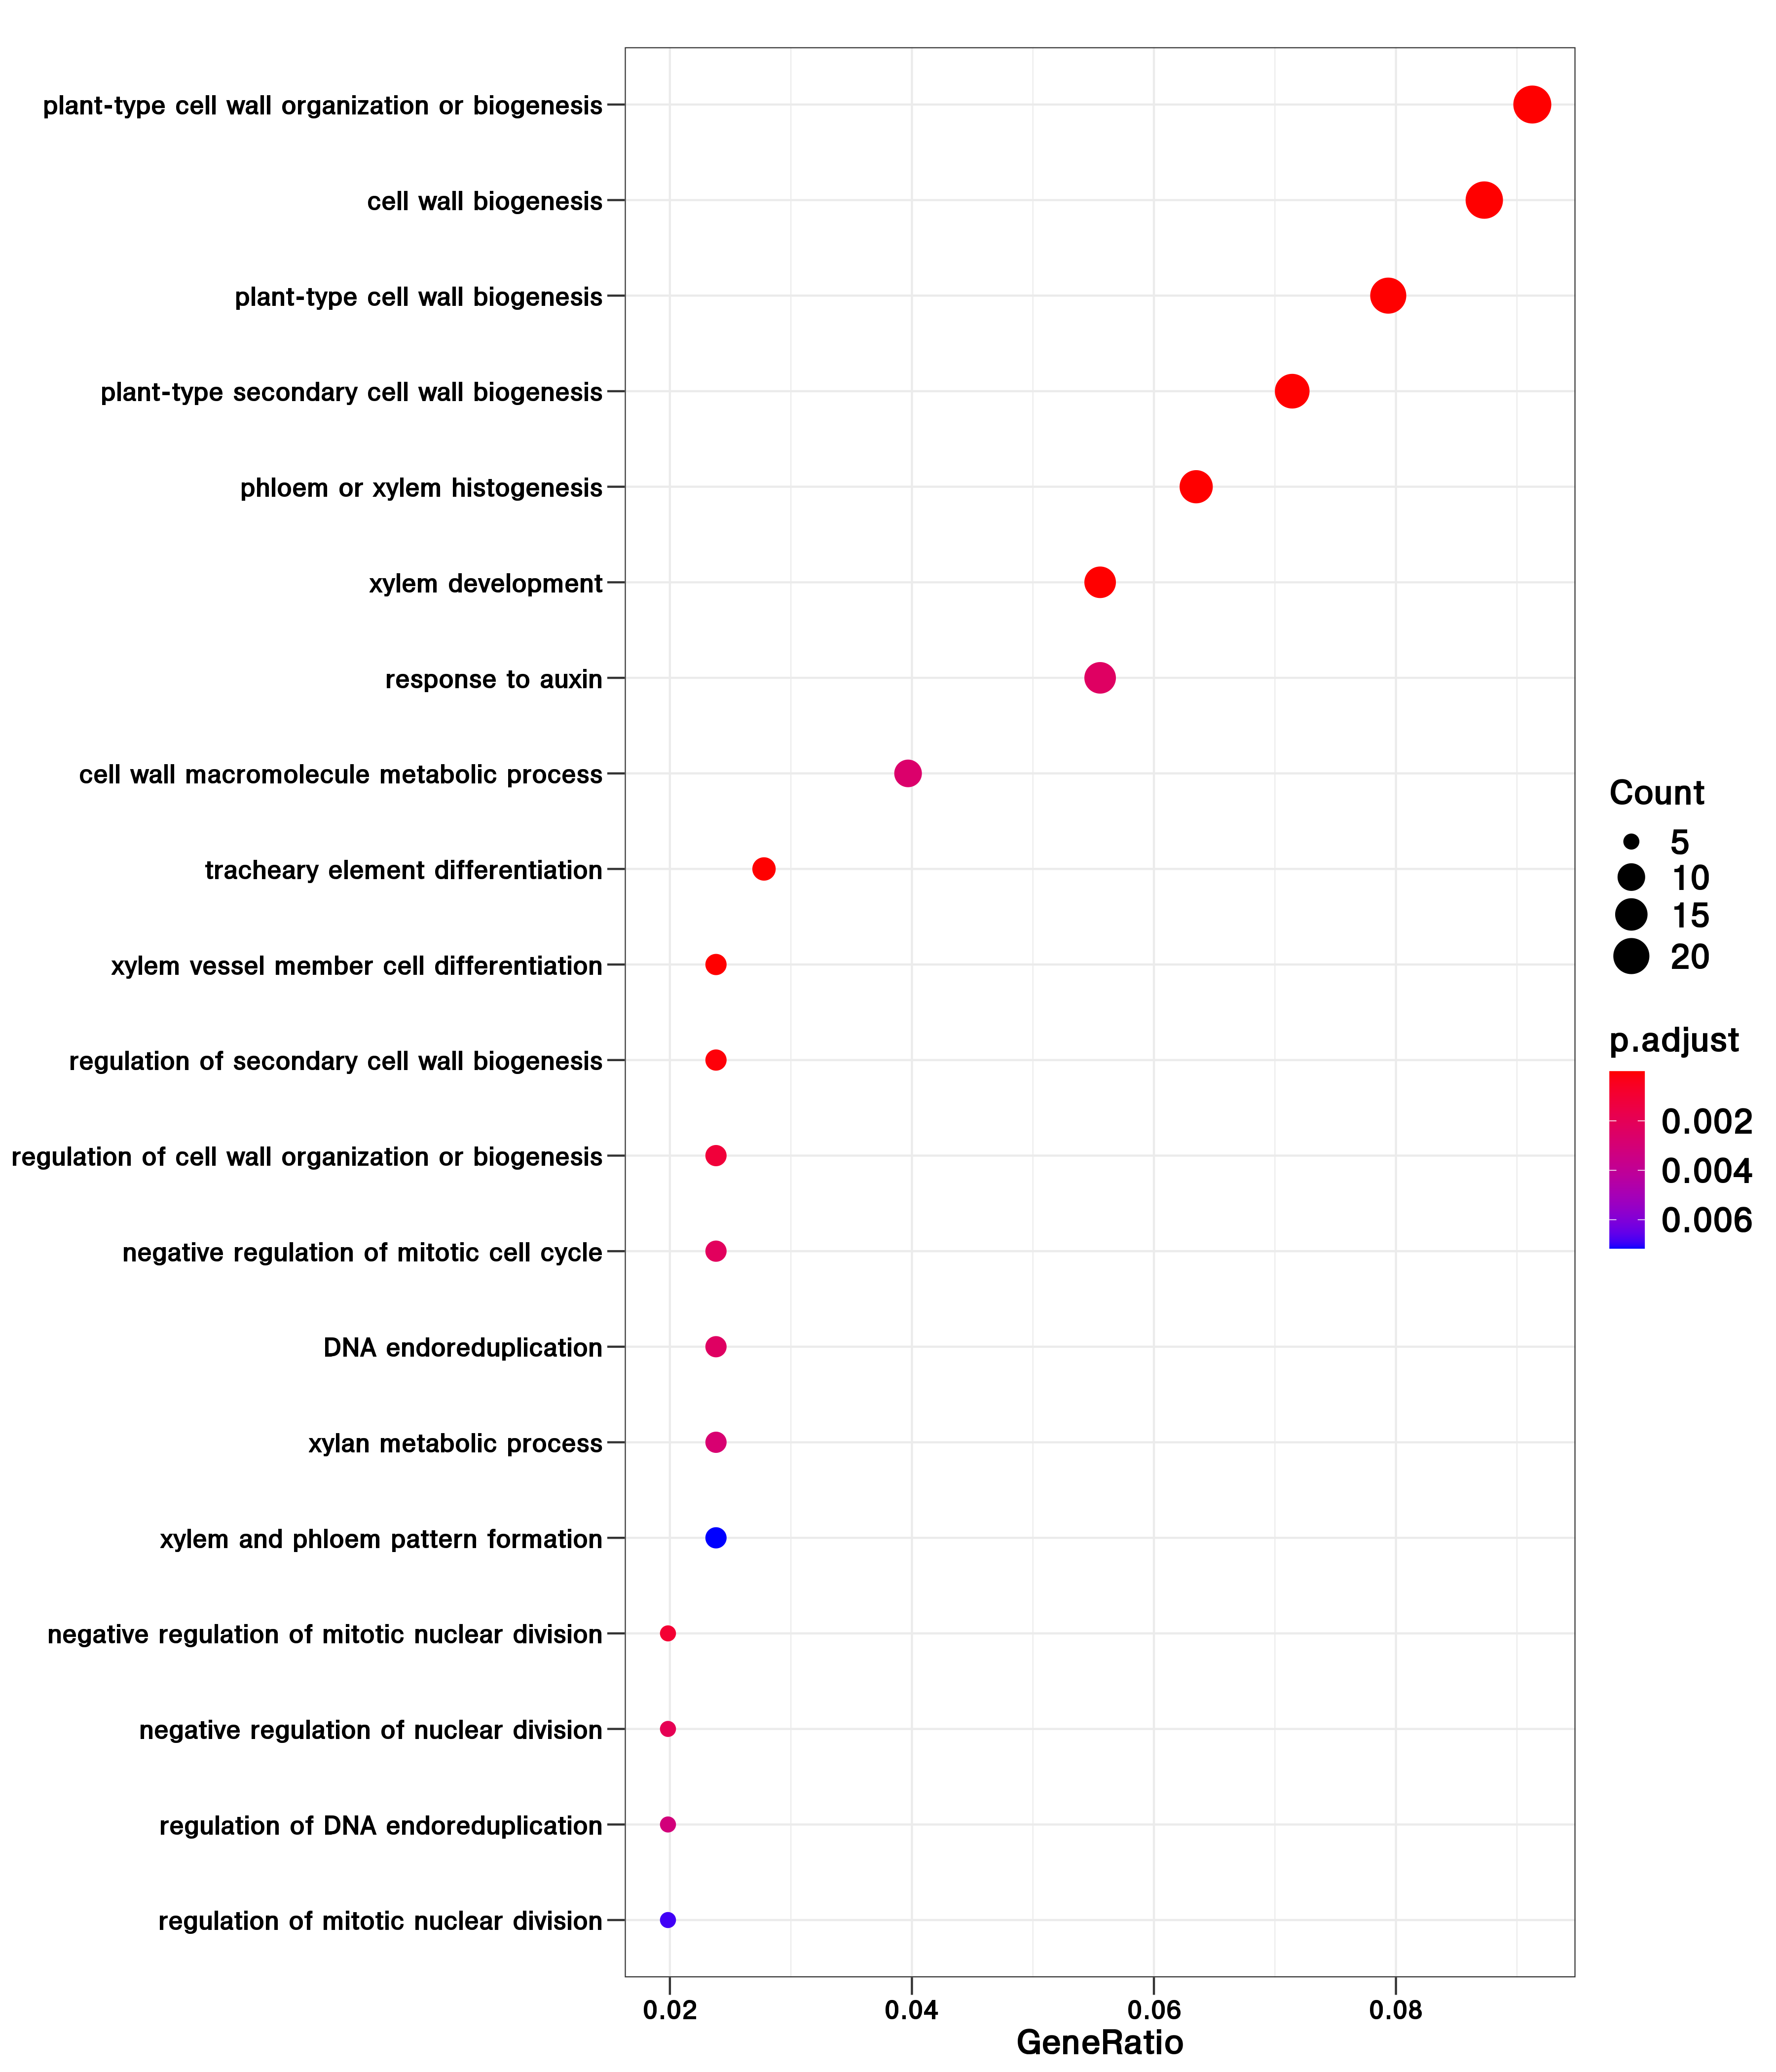 plant-type cell wall organization or biogenesis
cell wall biogenesis
plant-type cell wall biogenesis
plant-type secondary cell wall biogenesis
phloem or xylem histogenesis
xylem development
response to auxin
cell wall macromolecule metabolic process
tracheary element differentiation
xylem vessel member cell differentiation
regulation of secondary cell wall biogenesis
regulation of cell wall organization or biogenesis
negative regulation of mitotic cell cycle
DNA endoreduplication
xylan metabolic process
xylem and phloem pattern formation
negative regulation of mitotic nuclear division
negative regulation of nuclear division
regulation of DNA endoreduplication
regulation of mitotic nuclear division
0.02 0.04 0.06 0.08
GeneRatio
Count
5
10
15
20
p.adjust
0.002
0.004
0.006